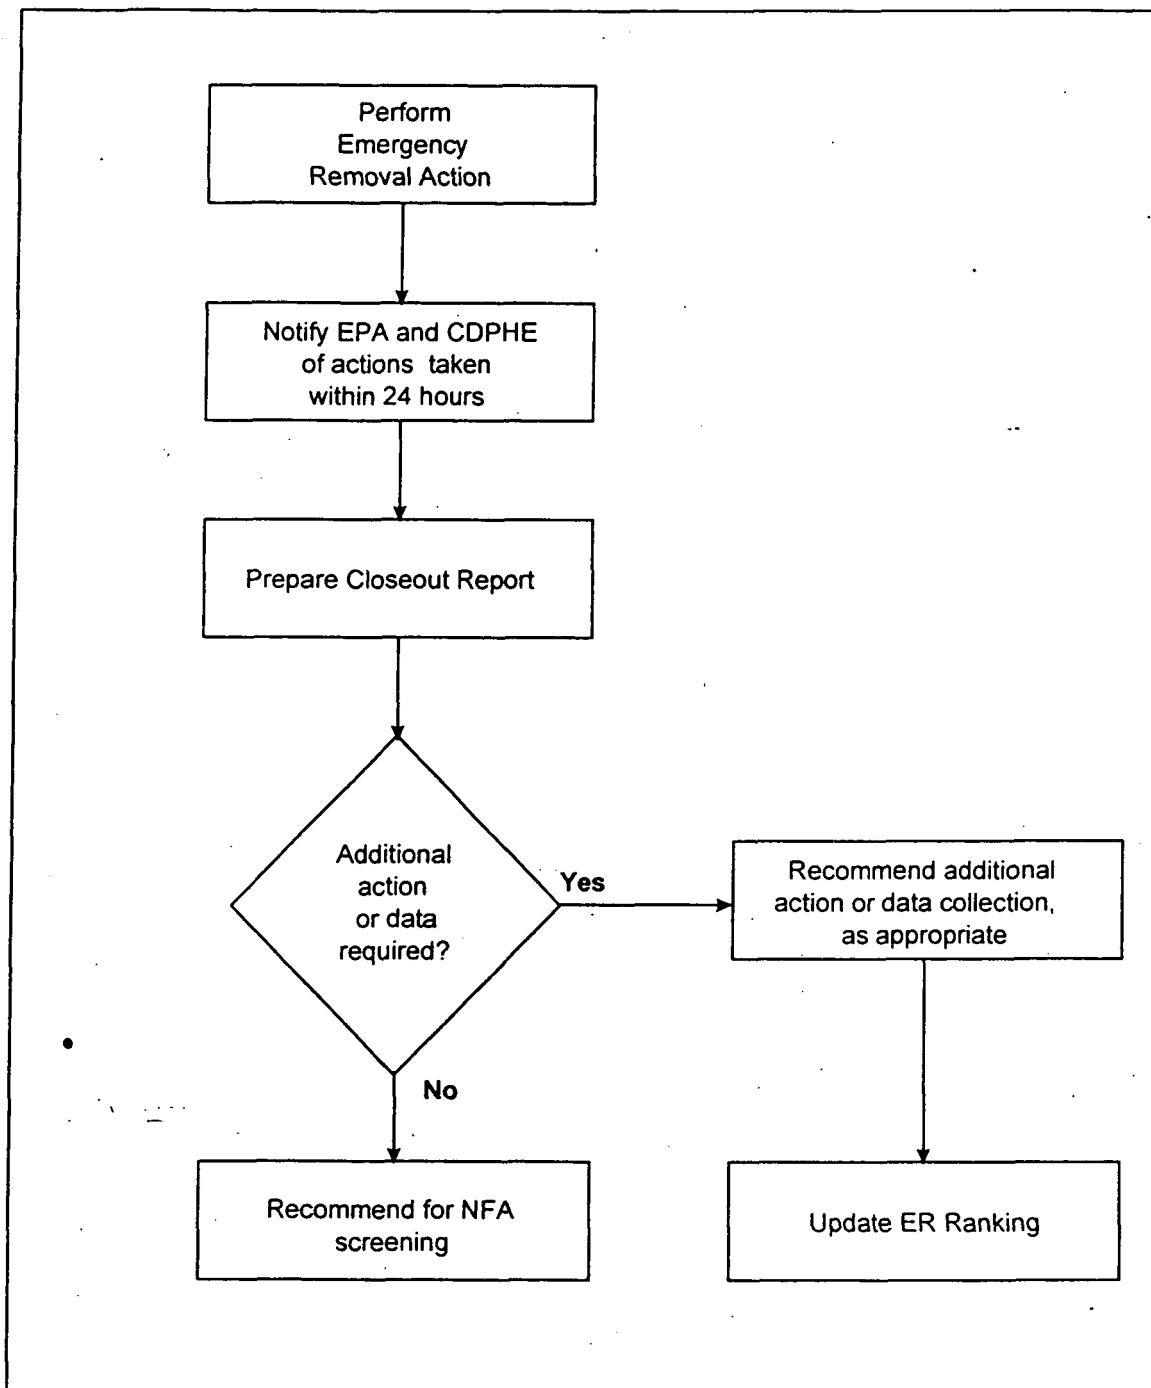 Perform
Emergency
Removal Action
Notify EPA and CDPHE
of actions taken
within 24 hours
Prepare Closeout Report
Additional
action
or data
required?
Yes
Recommend additional
action or data collection,
as appropriate
No
Recommend for NFA
screening
Update ER Ranking